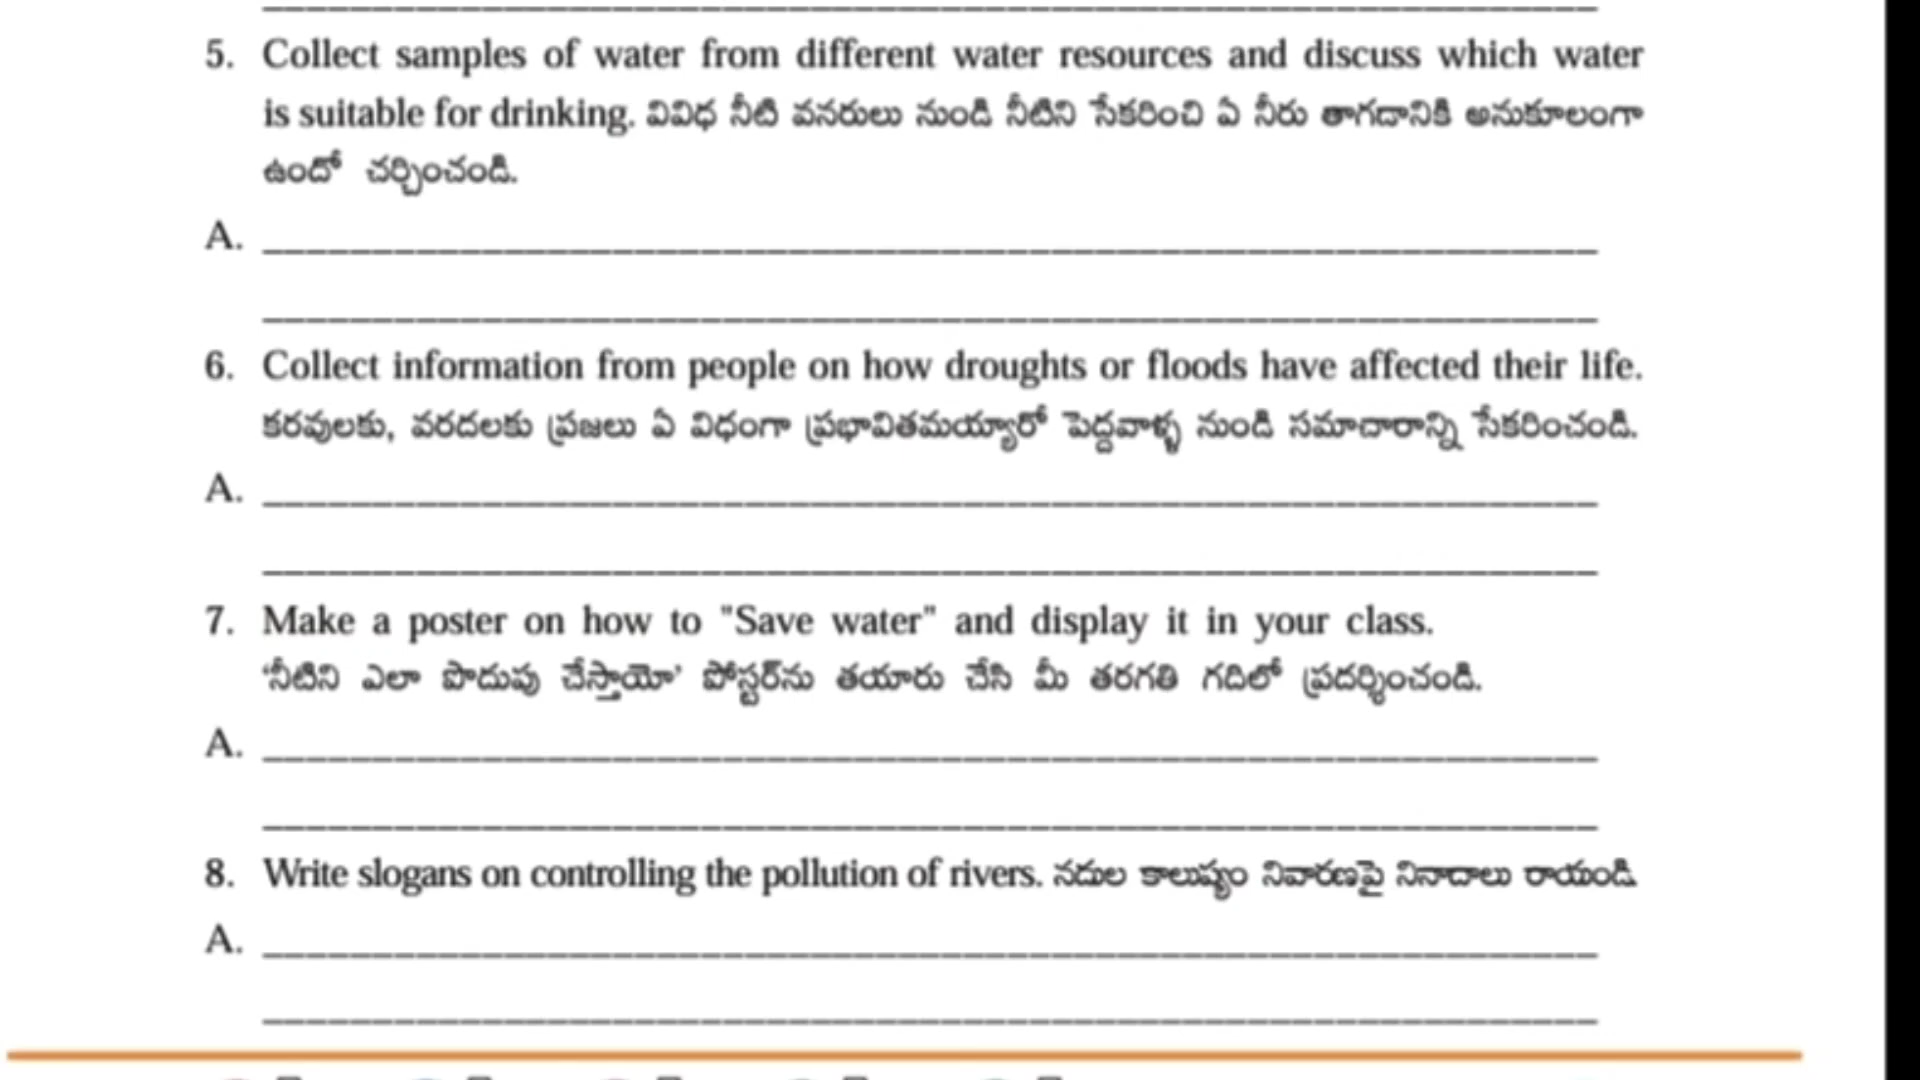 5. Collect samples of water from different water resources and discuss which water
is suitable for drinking. వివిధ నీటి వనరులు నుండి నీటిని సేకరించి ఏ నీరు తాగడానికి అనుకూలంగా
ఉందో చర్చించండి.
A.
6. Collect information from people on how droughts or floods have affected their life.
కరవులకు, వరదలకు ప్రజలు ఏ విధంగా ప్రభావితమయ్యారో పెద్దవాళ్ళ నుండి సమాచారాన్ని సేకరించండి.
A.
7. Make a poster on how to "Save water" and display it in your class.
'నీటిని ఎలా పొదుపు చేస్తాయో' పోస్టర్‌ను తయారు చేసి మీ తరగతి గదిలో ప్రదర్శించండి.
A.
8. Write slogans on controlling the pollution of rivers. నదుల కాలుష్యం నివారణపై నినాదాలు రాయండి.
A.